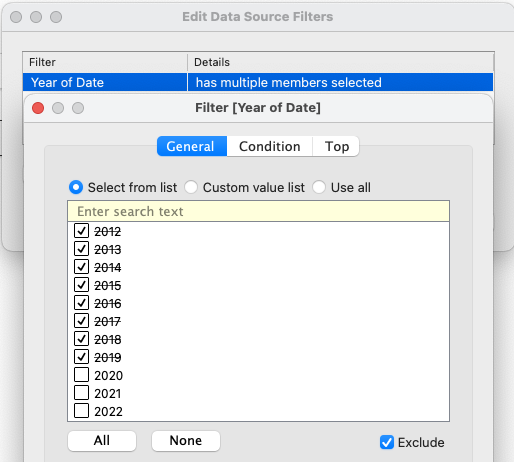 Edit Data Source Filters
Filter Details
Year of Date has multiple members selected
Filter [Year of Date]
General Condition Top
Select from list Custom value list Use all
Enter search text
2012
2013
2014
2015
2016
2017
2018
2019
2020
2021
2022
All None Exclude